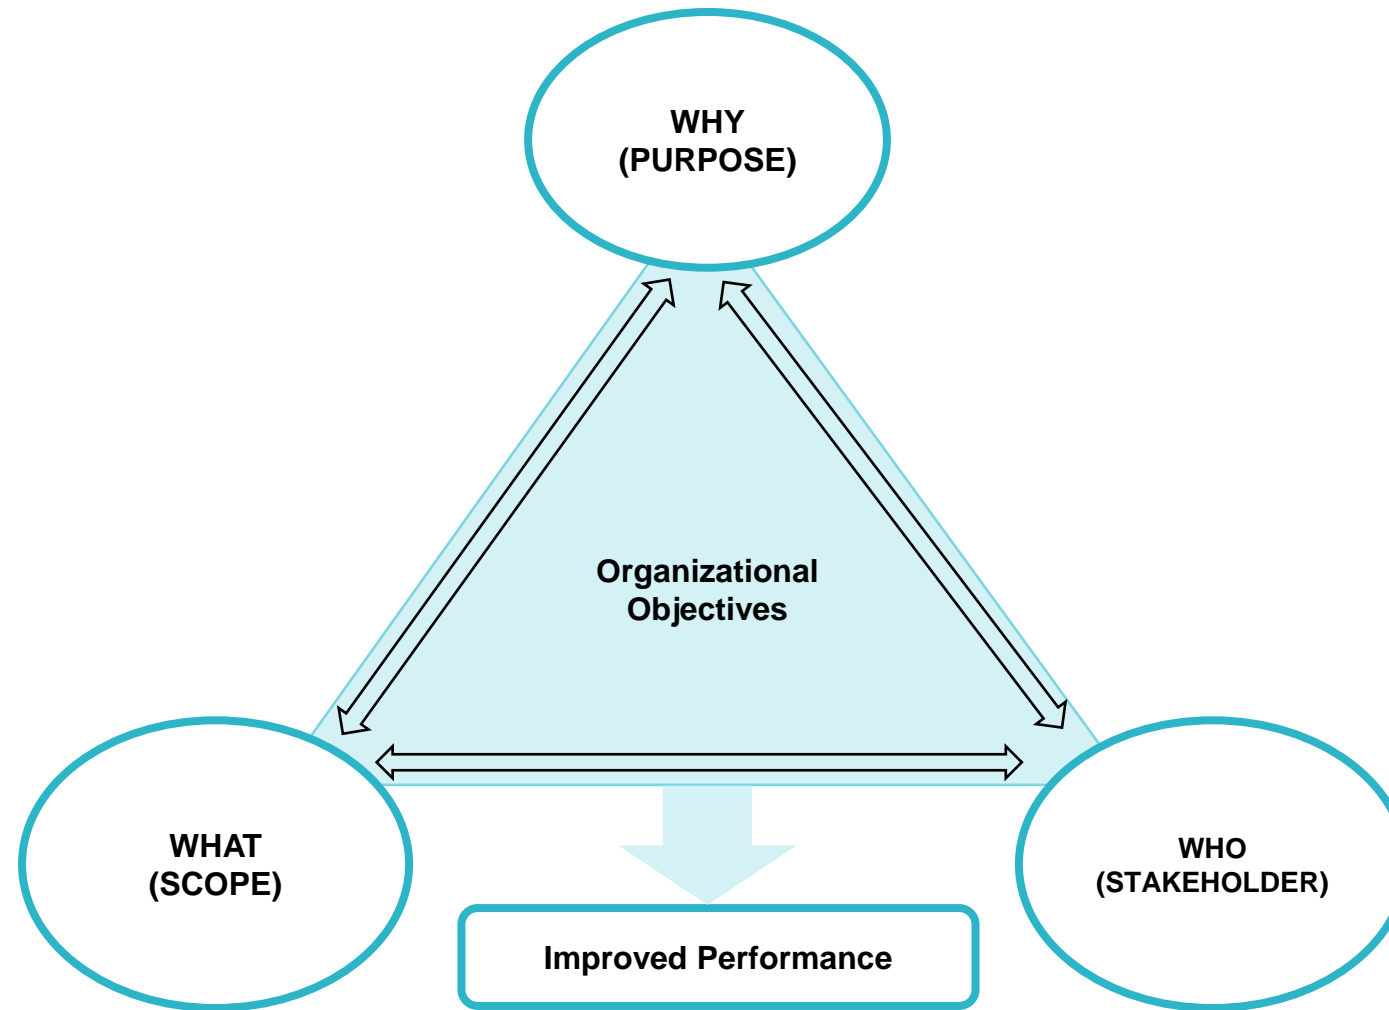 WHY
(PURPOSE)
Organizational
Objectives
WHAT
(SCOPE)
WHO
(STAKEHOLDER)
Improved Performance